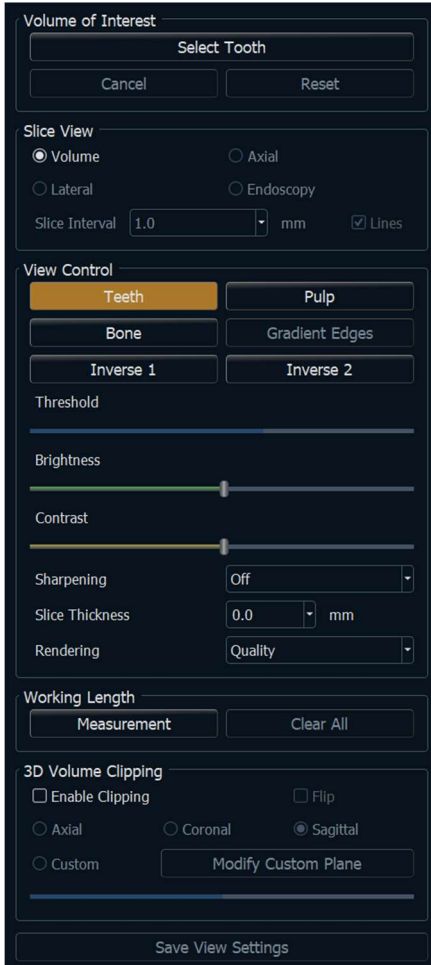 Volume of Interest
Select Tooth
Cancel Reset
Slice View
Volume Axial
Lateral Endoscopy
Slice Interval 1.0 mm Lines
View Control
Teeth Pulp
Bone Gradient Edges
Inverse 1 Inverse 2
Threshold
Brightness
Contrast
Sharpening Off
Slice Thickness 0.0 mm
Rendering Quality
Working Length
Measurement Clear All
3D Volume Clipping
Enable Clipping Flip
Axial Coronal Sagittal
Custom Modify Custom Plane
Save View Settings